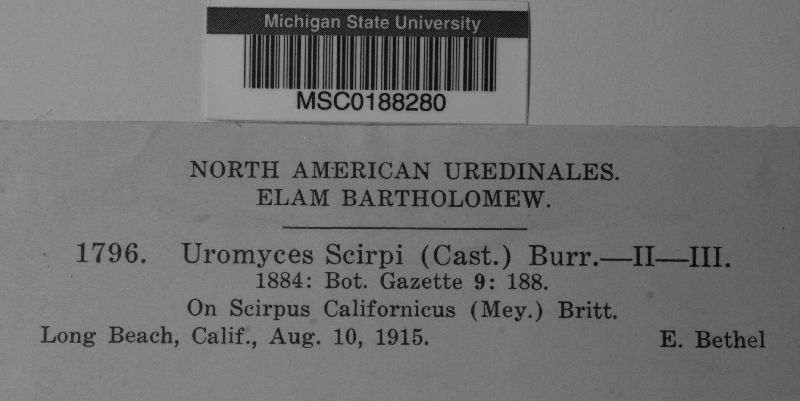 Michigan State University
MSC0188280
NORTH AMERICAN UREDINALES.
ELAM BARTHOLOMEW.
1796. Uromyces Scirpi (Cast.) Burr.—II—III.
1884: Bot. Gazette 9: 188.
On Scirpus Californicus (Mey.) Britt.
Long Beach, Calif., Aug. 10, 1915. E. Bethel